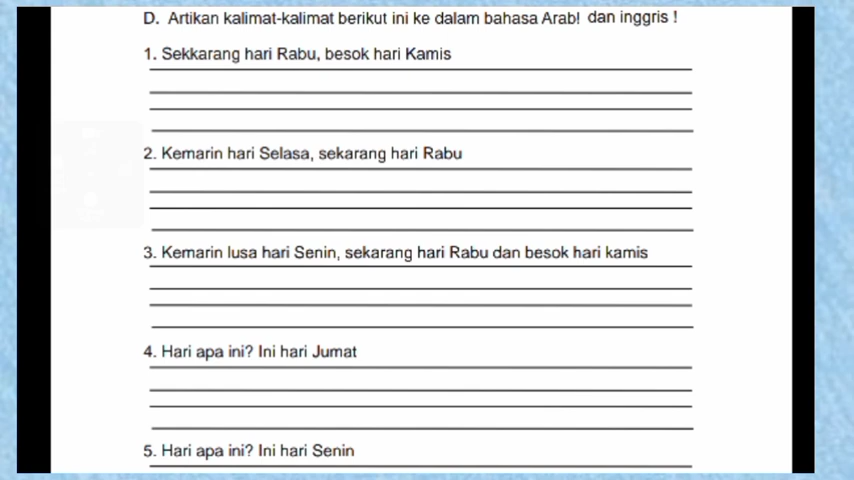 D. Artikan kalimat-kalimat berikut ini ke dalam bahasa Arab! dan inggris !
1. Sekkarang hari Rabu, besok hari Kamis
2. Kemarin hari Selasa, sekarang hari Rabu
3. Kemarin lusa hari Senin, sekarang hari Rabu dan besok hari kamis
4. Hari apa ini? Ini hari Jumat
5. Hari apa ini? Ini hari Senin